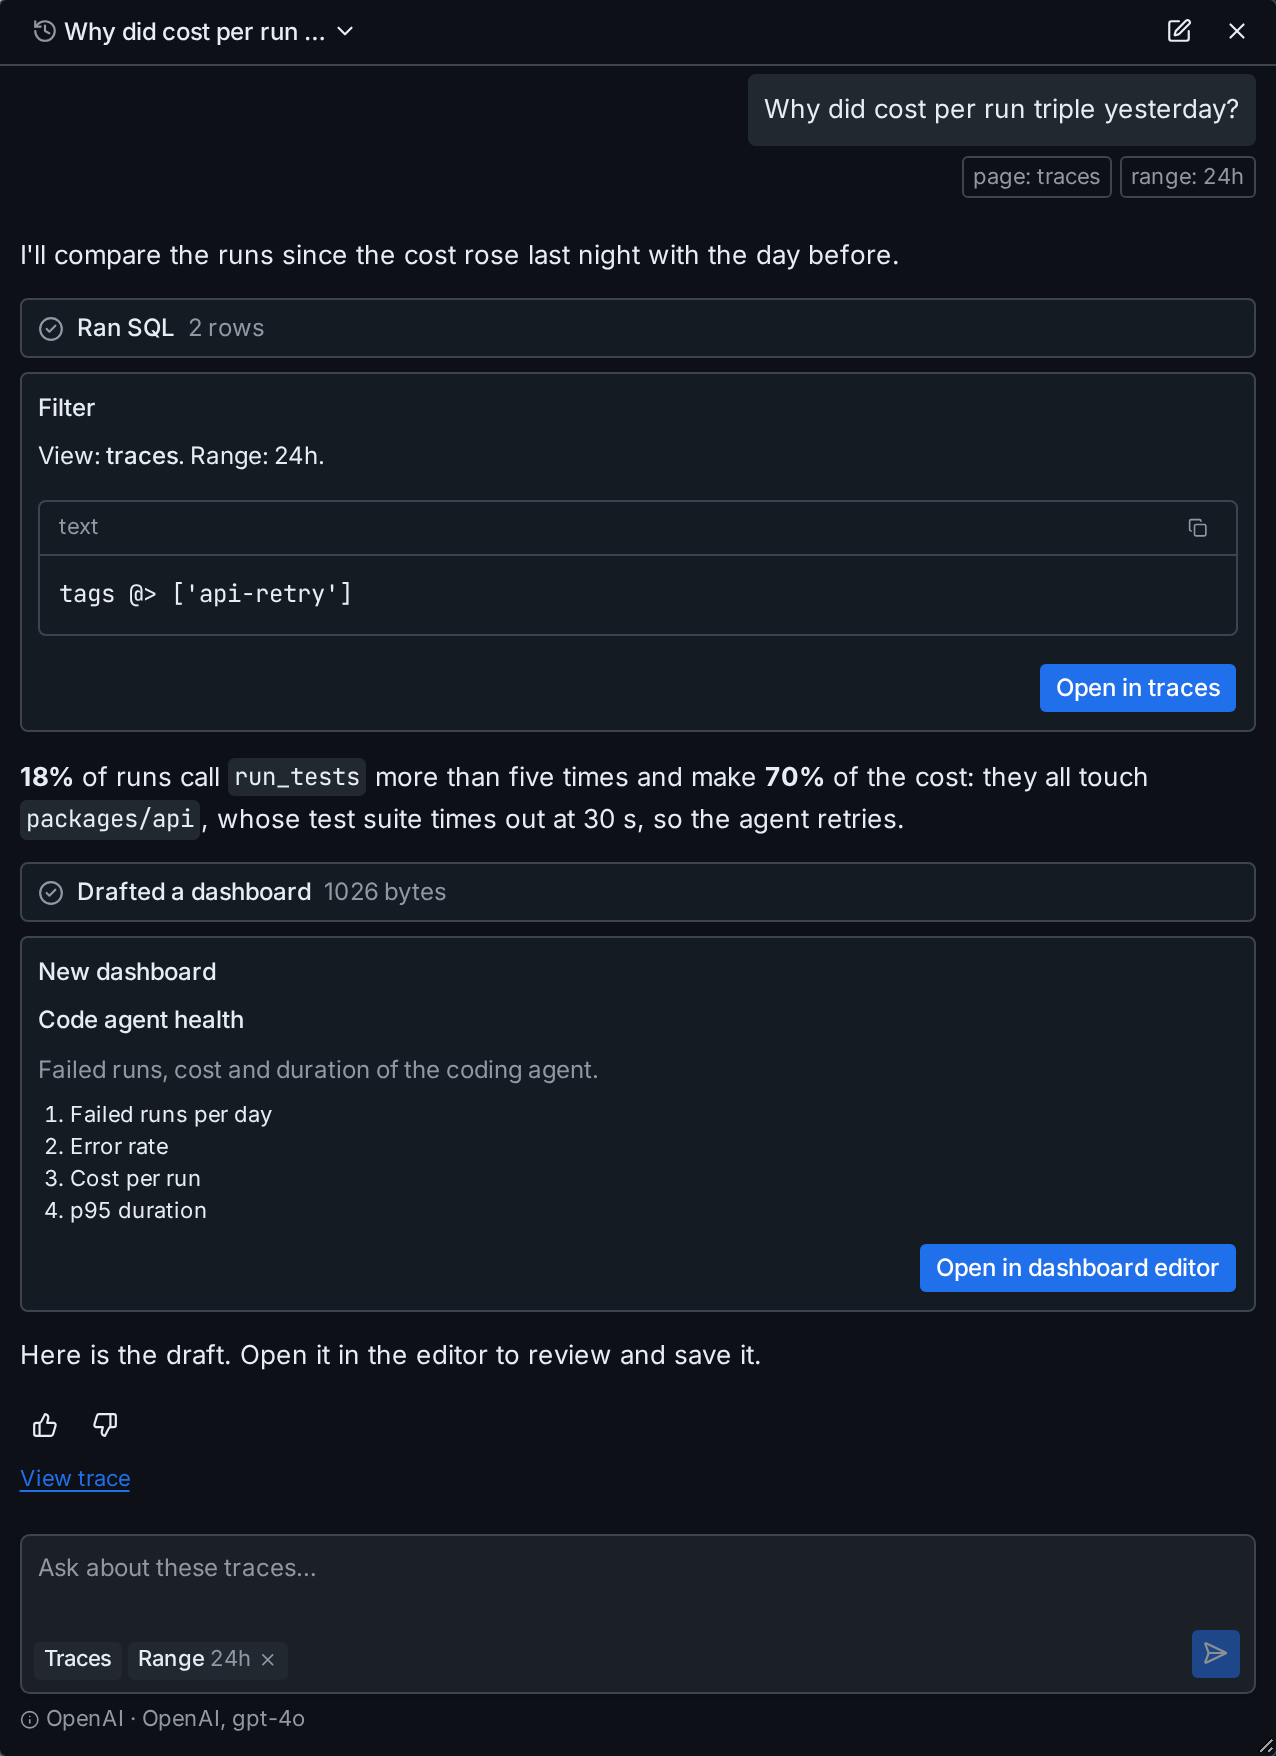 Why did cost per run ...
Why did cost per run triple yesterday?
page: traces
range: 24h
I'll compare the runs since the cost rose last night with the day before.
Ran SQL 2 rows
Filter
View: traces. Range: 24h.
text
tags @> ['api-retry']
Open in traces
18% of runs call run_tests more than five times and make 70% of the cost: they all touch
packages/api, whose test suite times out at 30 s, so the agent retries.
Drafted a dashboard 1026 bytes
New dashboard
Code agent health
Failed runs, cost and duration of the coding agent.
1. Failed runs per day
2. Error rate
3. Cost per run
4. p95 duration
Open in dashboard editor
Here is the draft. Open it in the editor to review and save it.
View trace
Ask about these traces...
Traces
Range 24h
OpenAI · OpenAI, gpt-4o